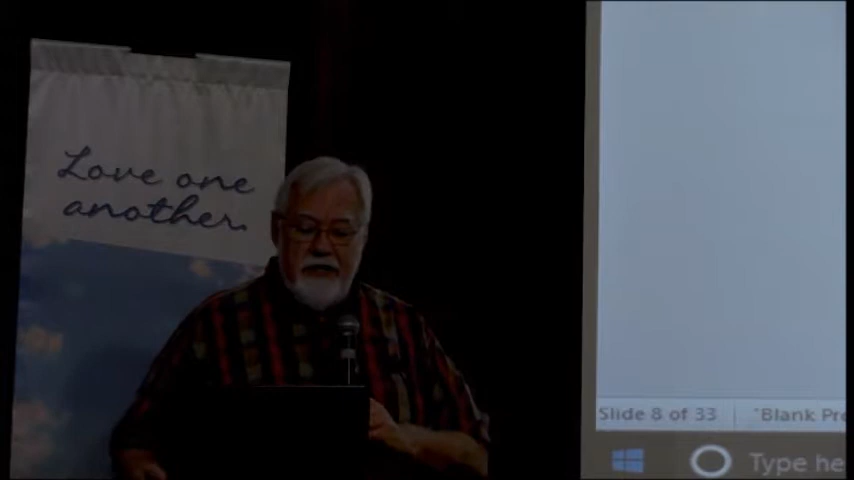 Love one
another.
Slide 8 of 33
"Blank Pre
Type he